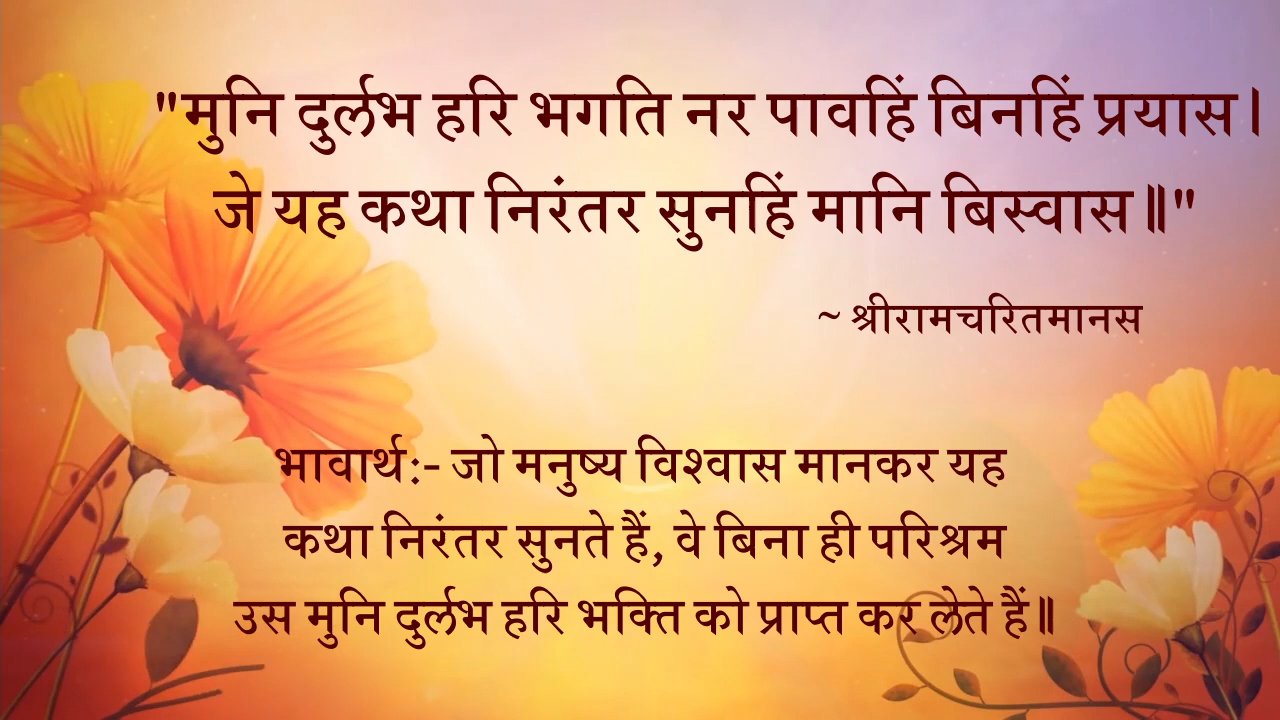 "मुनि दुर्लभ हरि भगति नर पावहिं बिनहिं प्रयास।
जे यह कथा निरंतर सुनहिं मानि बिस्वास॥"
~ श्रीरामचरितमानस
भावार्थ:- जो मनुष्य विश्वास मानकर यह
कथा निरंतर सुनते हैं, वे बिना ही परिश्रम
उस मुनि दुर्लभ हरि भक्ति को प्राप्त कर लेते हैं॥